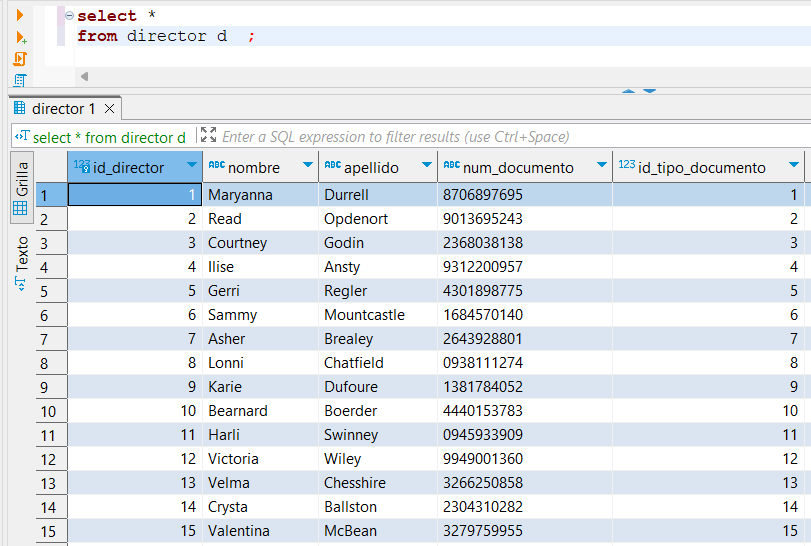 select *
from director d ;
director 1
select * from director d Enter a SQL expression to filter results (use Ctrl+Space)
Grilla
Texto
123 id_director ABC nombre ABC apellido ABC num_documento 123 id_tipo_documento
1 1 Maryanna Durrell 8706897695 1
2 2 Read Opdenort 9013695243 2
3 3 Courtney Godin 2368038138 3
4 4 Ilise Ansty 9312200957 4
5 5 Gerri Regler 4301898775 5
6 6 Sammy Mountcastle 1684570140 6
7 7 Asher Brealey 2643928801 7
8 8 Lonni Chatfield 0938111274 8
9 9 Karie Dufoure 1381784052 9
10 10 Bearnard Boerder 4440153783 10
11 11 Harli Swinney 0945933909 11
12 12 Victoria Wiley 9949001360 12
13 13 Velma Chesshire 3266250858 13
14 14 Crysta Ballston 2304310282 14
15 15 Valentina McBean 3279759955 15